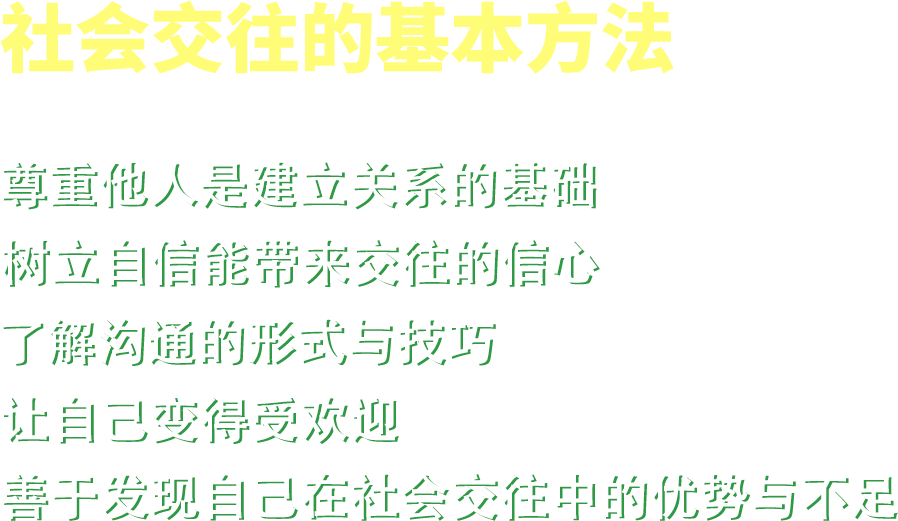 社会交往的基本方法
尊重他人是建立关系的基础
树立自信能带来交往的信心
了解沟通的形式与技巧
让自己变得受欢迎
善于发现自己在社会交往中的优势与不足